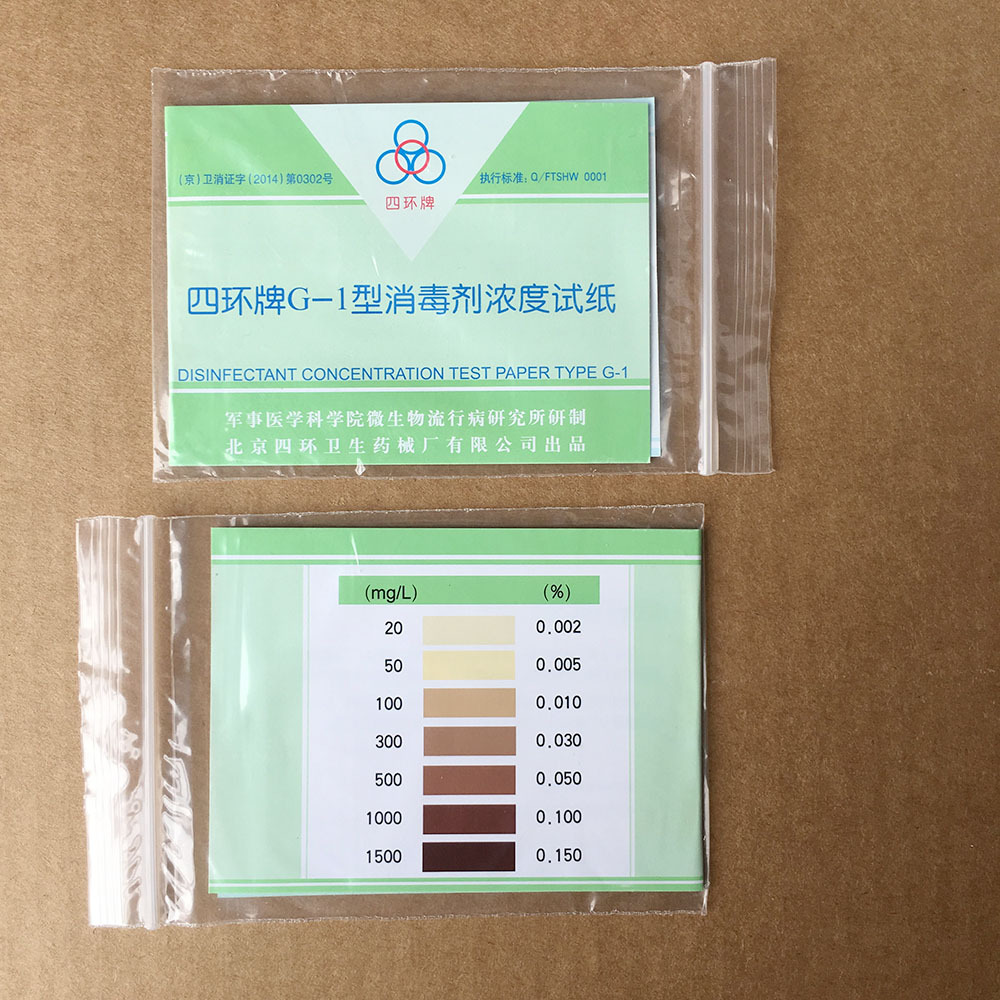 (京)卫消证字(2014)第0302号
执行标准: Q/FTSHW 0001
四环牌
四环牌G-1型消毒剂浓度试纸
DISINFECTANT CONCENTRATION TEST PAPER TYPE G-1
军事医学科学院微生物流行病研究所研制
北京四环卫生药械厂有限公司出品
(mg/L) (%)
20 0.002
50 0.005
100 0.010
300 0.030
500 0.050
1000 0.100
1500 0.150